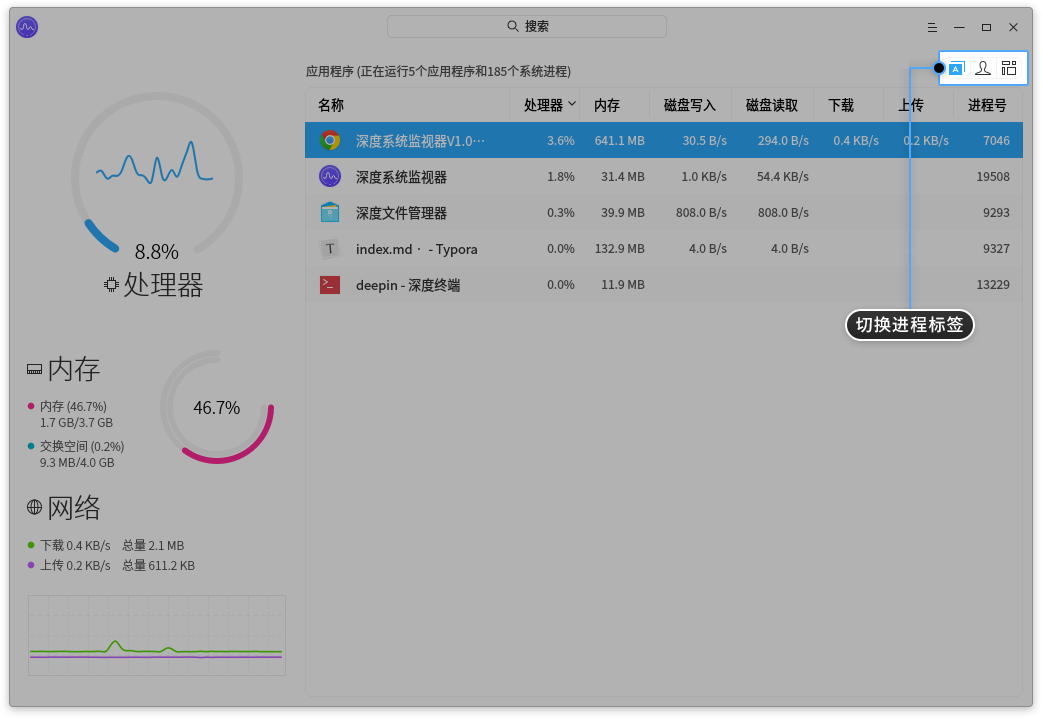 搜索
应用程序 (正在运行5个应用程序和185个系统进程)
名称 处理器 内存 磁盘写入 磁盘读取 下载 上传 进程号
深度系统监视器V1.0··· 3.6% 641.1 MB 30.5 B/s 294.0 B/s 0.4 KB/s 0.2 KB/s 7046
深度系统监视器 1.8% 31.4 MB 1.0 KB/s 54.4 KB/s 19508
深度文件管理器 0.3% 39.9 MB 808.0 B/s 808.0 B/s 9293
T index.md · - Typora 0.0% 132.9 MB 4.0 B/s 4.0 B/s 9327
deepin - 深度终端 0.0% 11.9 MB 13229
切换进程标签
8.8%
处理器
内存
内存 (46.7%)
1.7 GB/3.7 GB
交换空间 (0.2%)
9.3 MB/4.0 GB
46.7%
网络
下载 0.4 KB/s 总量 2.1 MB
上传 0.2 KB/s 总量 611.2 KB
A